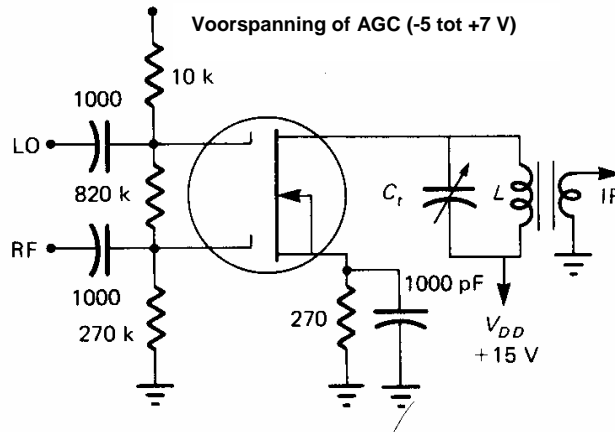 Voorspanning of AGC (-5 tot +7 V)
10 k
1000
LO
820 k
RF
1000
270 k
270
1000 pF
C_t
L
IF
V_DD
+15 V